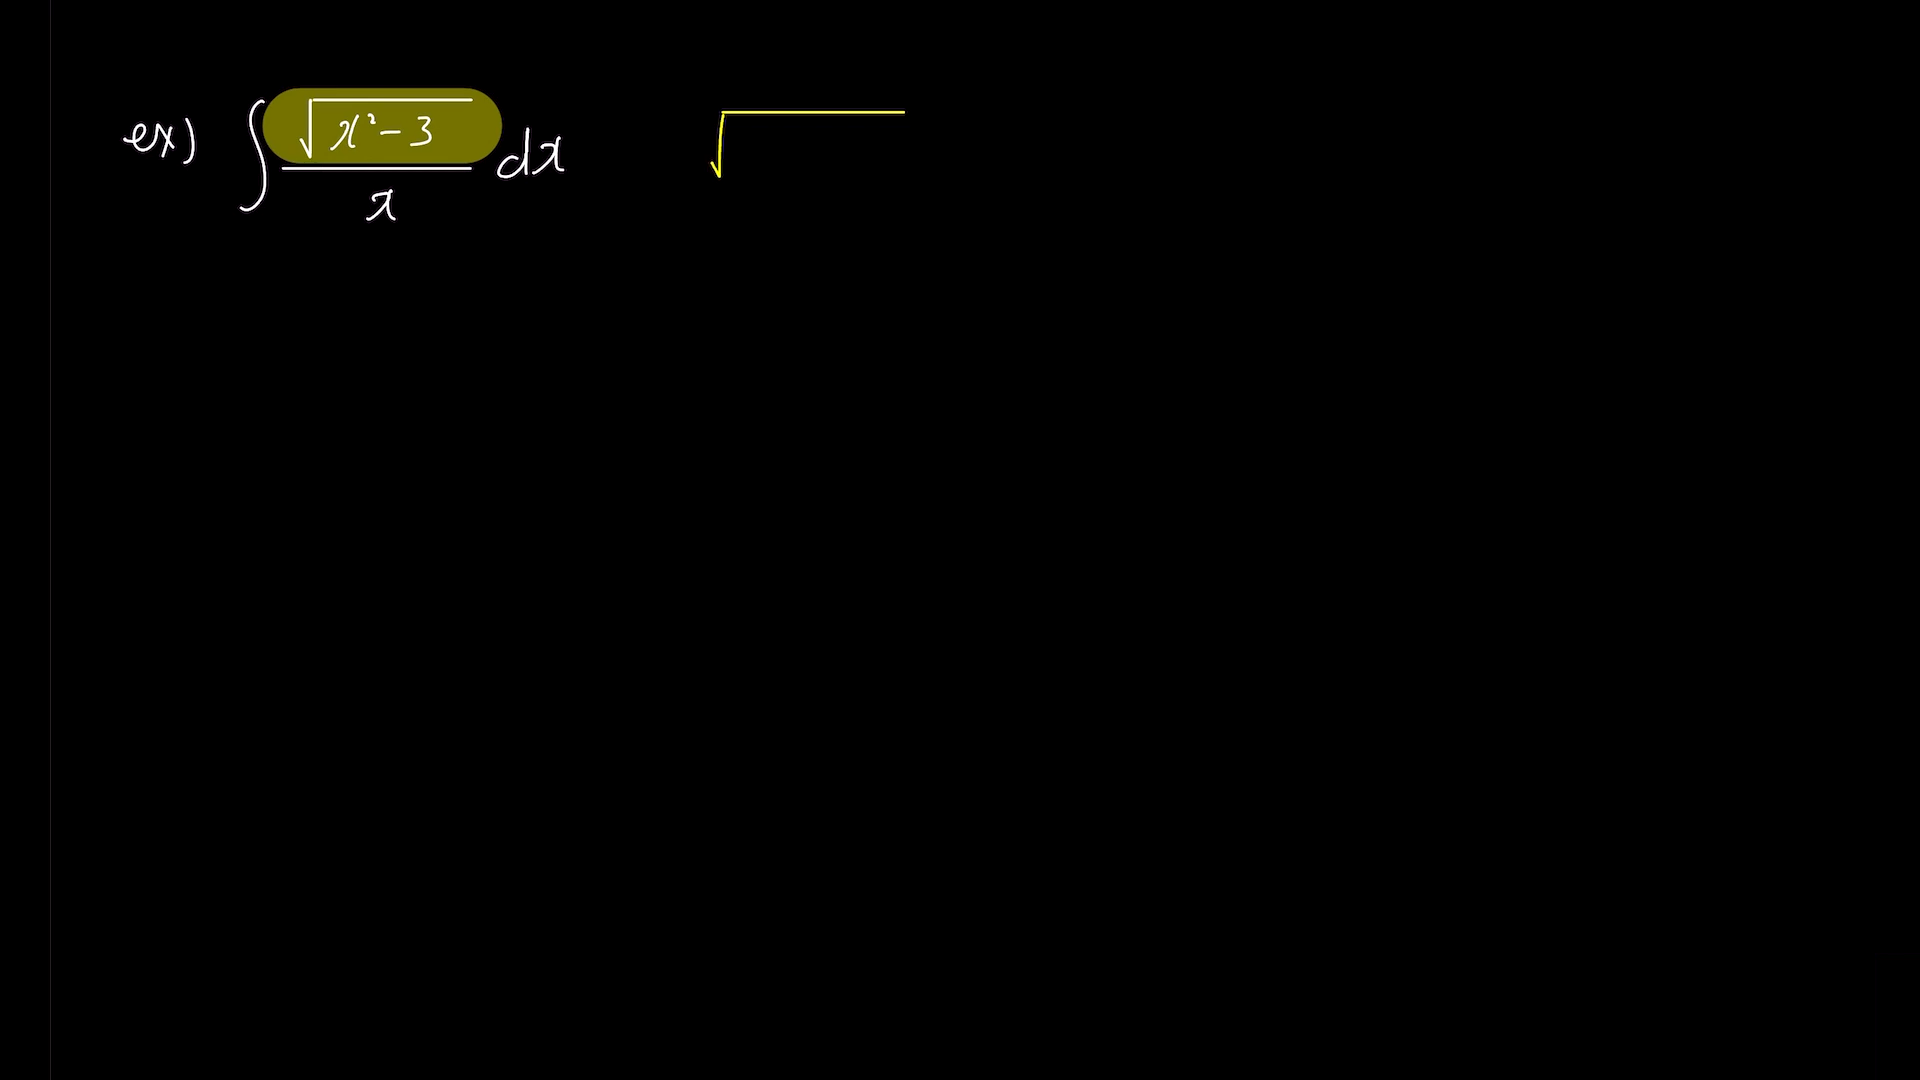 ex) ∫ √(x²-3) / x dx √